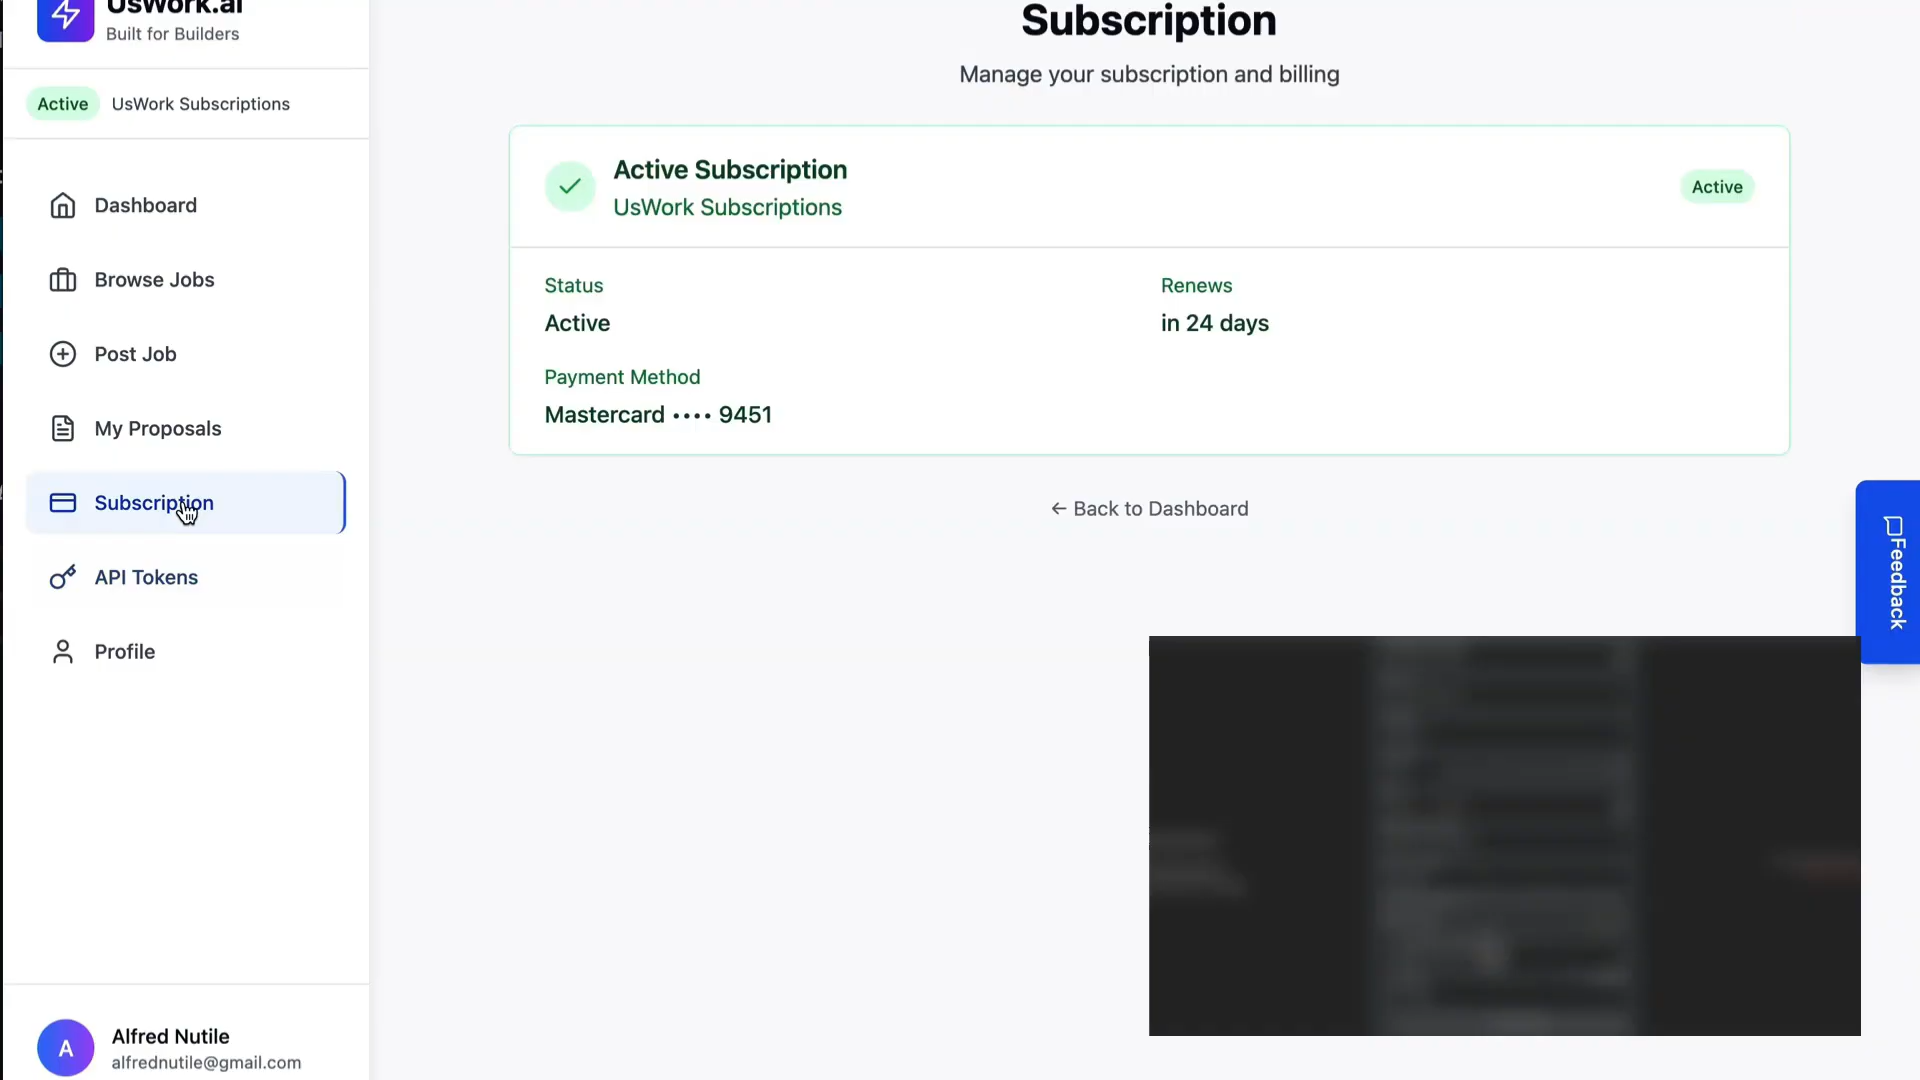 UsWork.ai
Built for Builders
Active UsWork Subscriptions
Dashboard
Browse Jobs
Post Job
My Proposals
Subscription
API Tokens
Profile
Alfred Nutile
A
alfrednutile@gmail.com
Subscription
Manage your subscription and billing
Active Subscription
UsWork Subscriptions
Active
Status
Active
Renews
in 24 days
Payment Method
Mastercard •••• 9451
← Back to Dashboard
Feedback